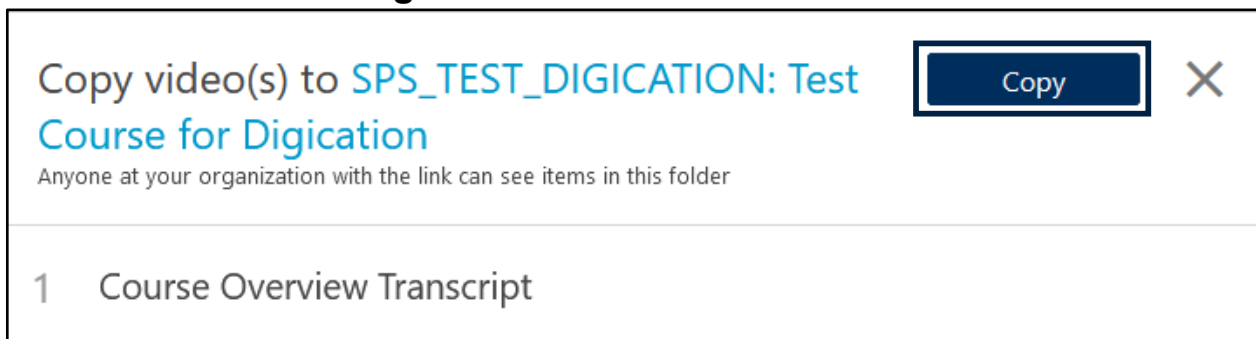 Copy video(s) to SPS_TEST_DIGICATION: Test
Course for Digication
Copy
Anyone at your organization with the link can see items in this folder
1 Course Overview Transcript